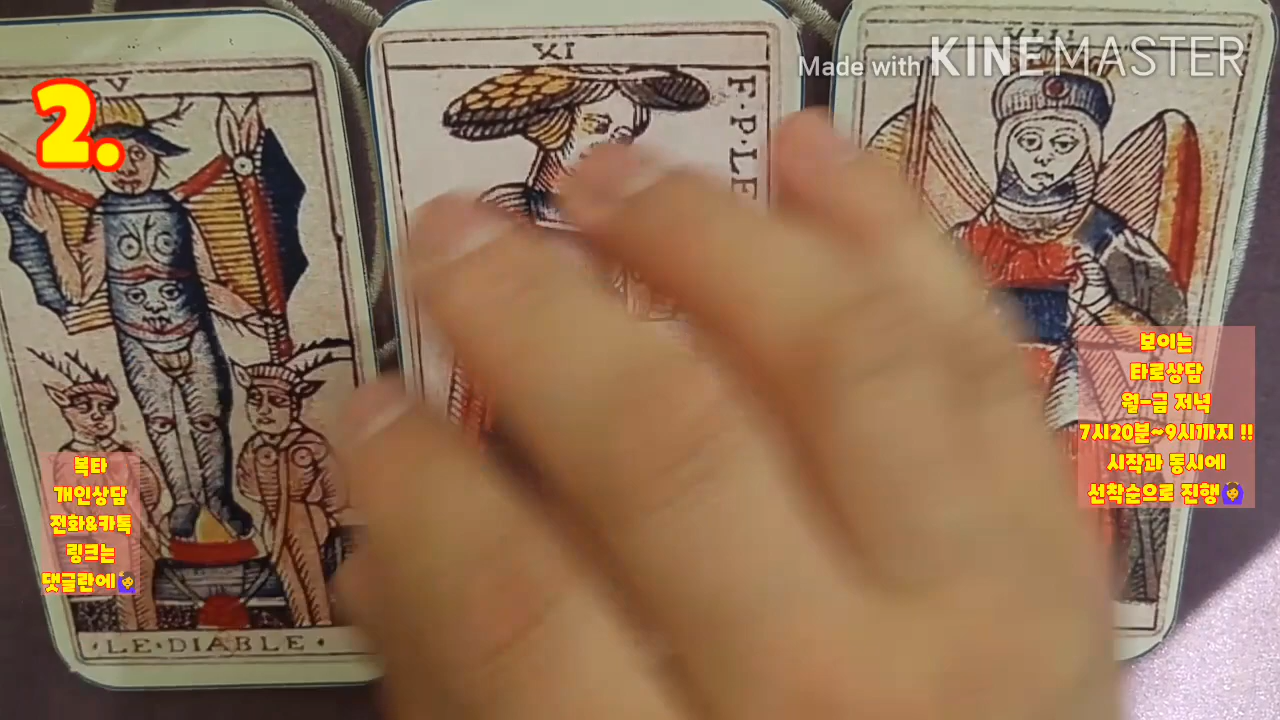 Made with KINEMASTER
2.
XI
F·P·LE
보이는
타로상담
월-금 저녁
7시20분~9시까지 !!
시작과 동시에
선착순으로 진행
복타
개인상담
전화&카톡
링크는
댓글란에
·LE·DIABLE·